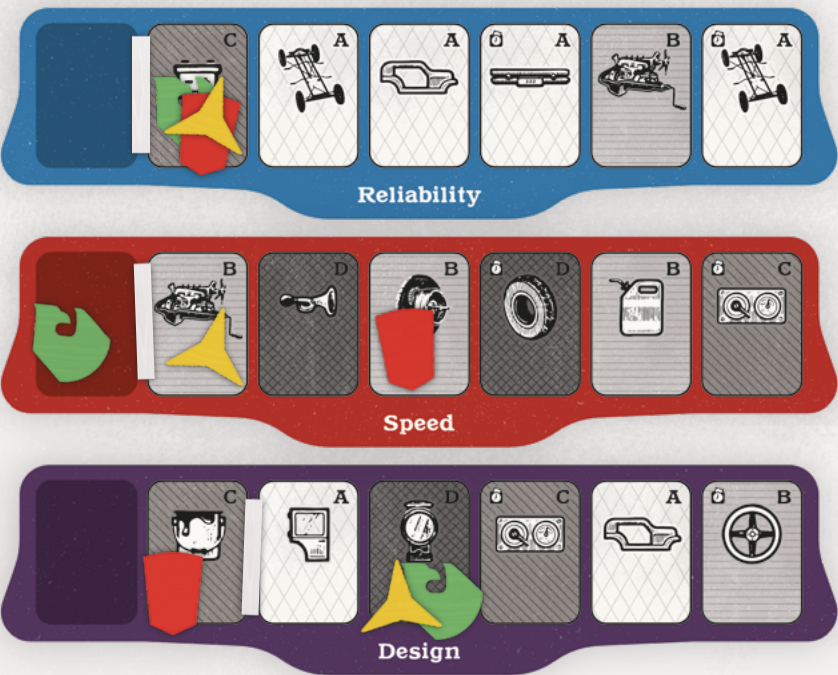 C A A A B A
Reliability
B D B D B C
Speed
C A D C A B
Design